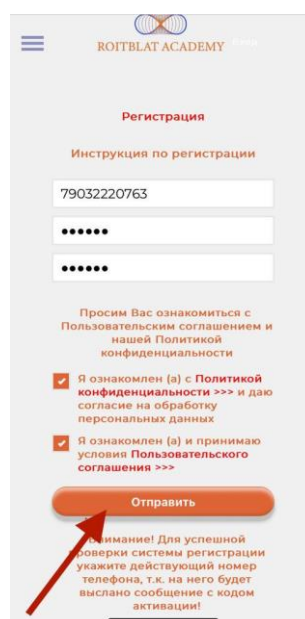 ROITBLAT ACADEMY
Регистрация
Инструкция по регистрации
79032220763
••••••
••••••
Просим Вас ознакомиться с
Пользовательским соглашением и
нашей Политикой
конфиденциальности
Я ознакомлен (а) с Политикой
конфиденциальности >>> и даю
согласие на обработку
персональных данных
Я ознакомлен (а) и принимаю
условия Пользовательского
соглашения >>>
Отправить
Внимание! Для успешной
проверки системы регистрации
укажите действующий номер
телефона, т.к. на него будет
выслано сообщение с кодом
активации!